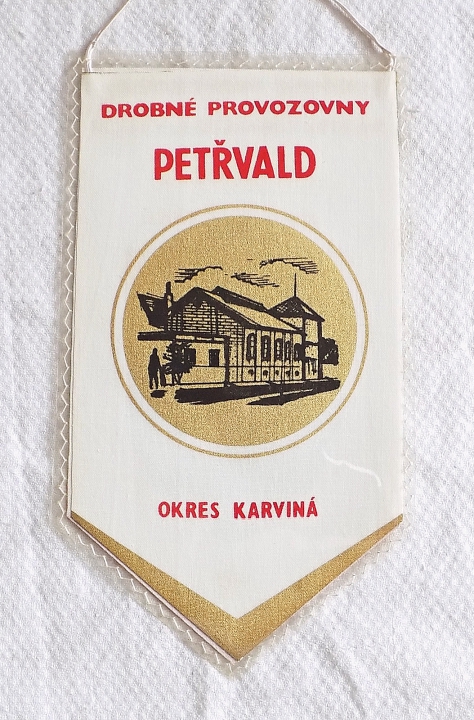 DROBNÉ PROVOZOVNY
PETŘVALD
OKRES KARVINÁ